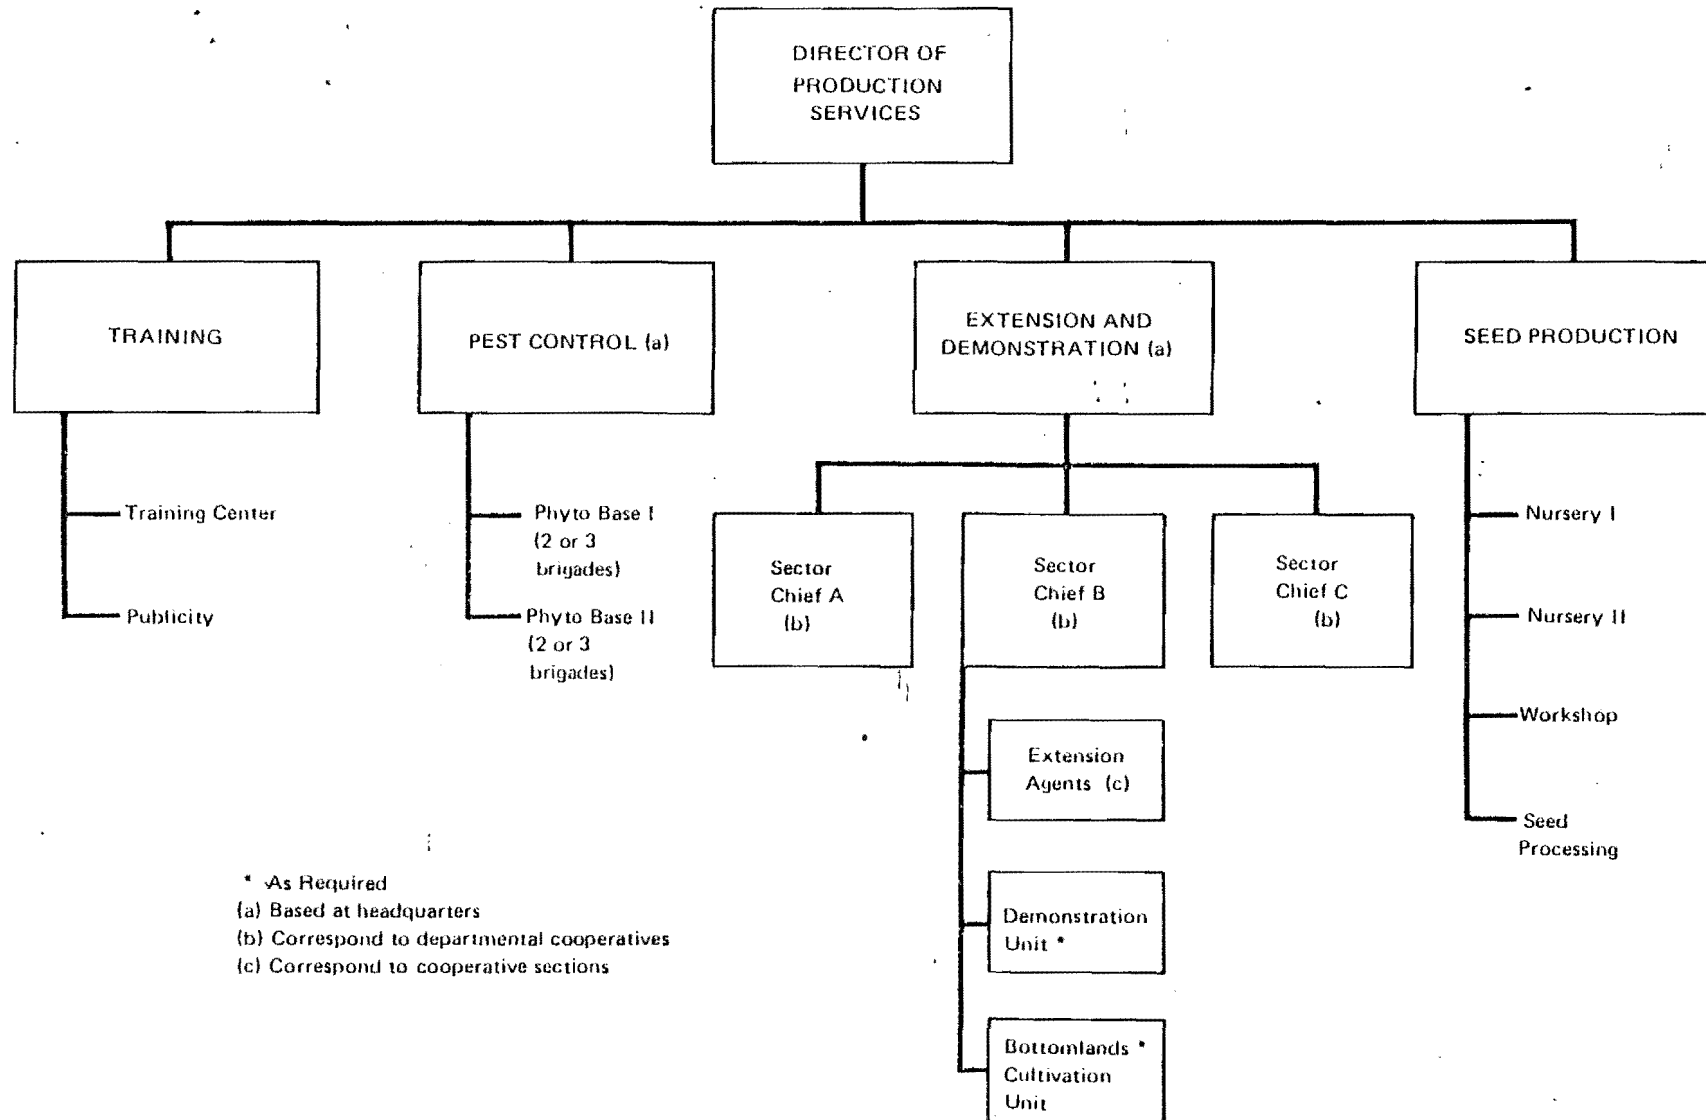 DIRECTOR OF
PRODUCTION
SERVICES
TRAINING
PEST CONTROL (a)
EXTENSION AND
DEMONSTRATION (a)
SEED PRODUCTION
Training Center
Publicity
Phyto Base I
(2 or 3
brigades)
Phyto Base II
(2 or 3
brigades)
Sector
Chief A
(b)
Sector
Chief B
(b)
Sector
Chief C
(b)
Extension
Agents (c)
Demonstration
Unit *
Bottomlands *
Cultivation
Unit
Nursery I
Nursery II
Workshop
Seed
Processing
* As Required
(a) Based at headquarters
(b) Correspond to departmental cooperatives
(c) Correspond to cooperative sections